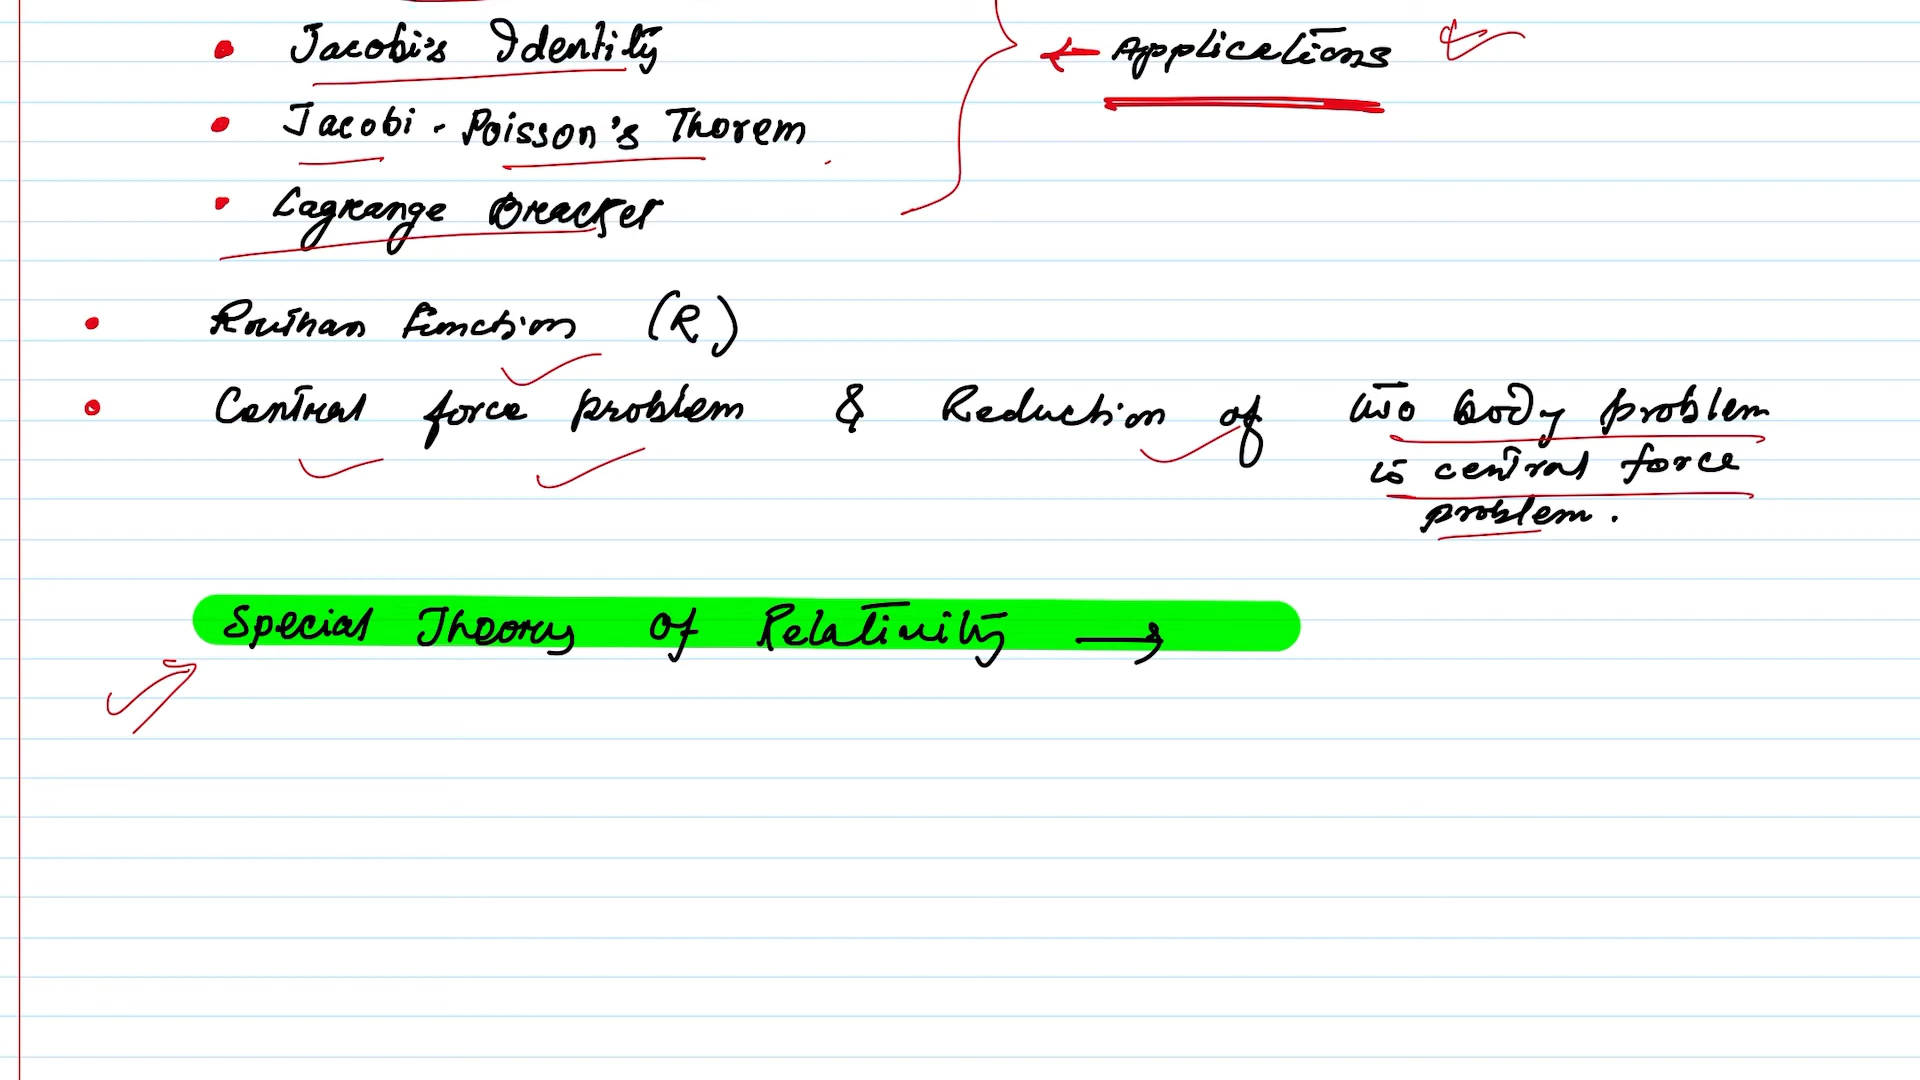 • Jacobi's Identity ← Applications
• Jacobi - Poisson's Thorem
• Lagrange Bracket
• Routhan function (R)
• Central force problem & Reduction of two body problem
to central force
problem.
Special Theory of Relativity →